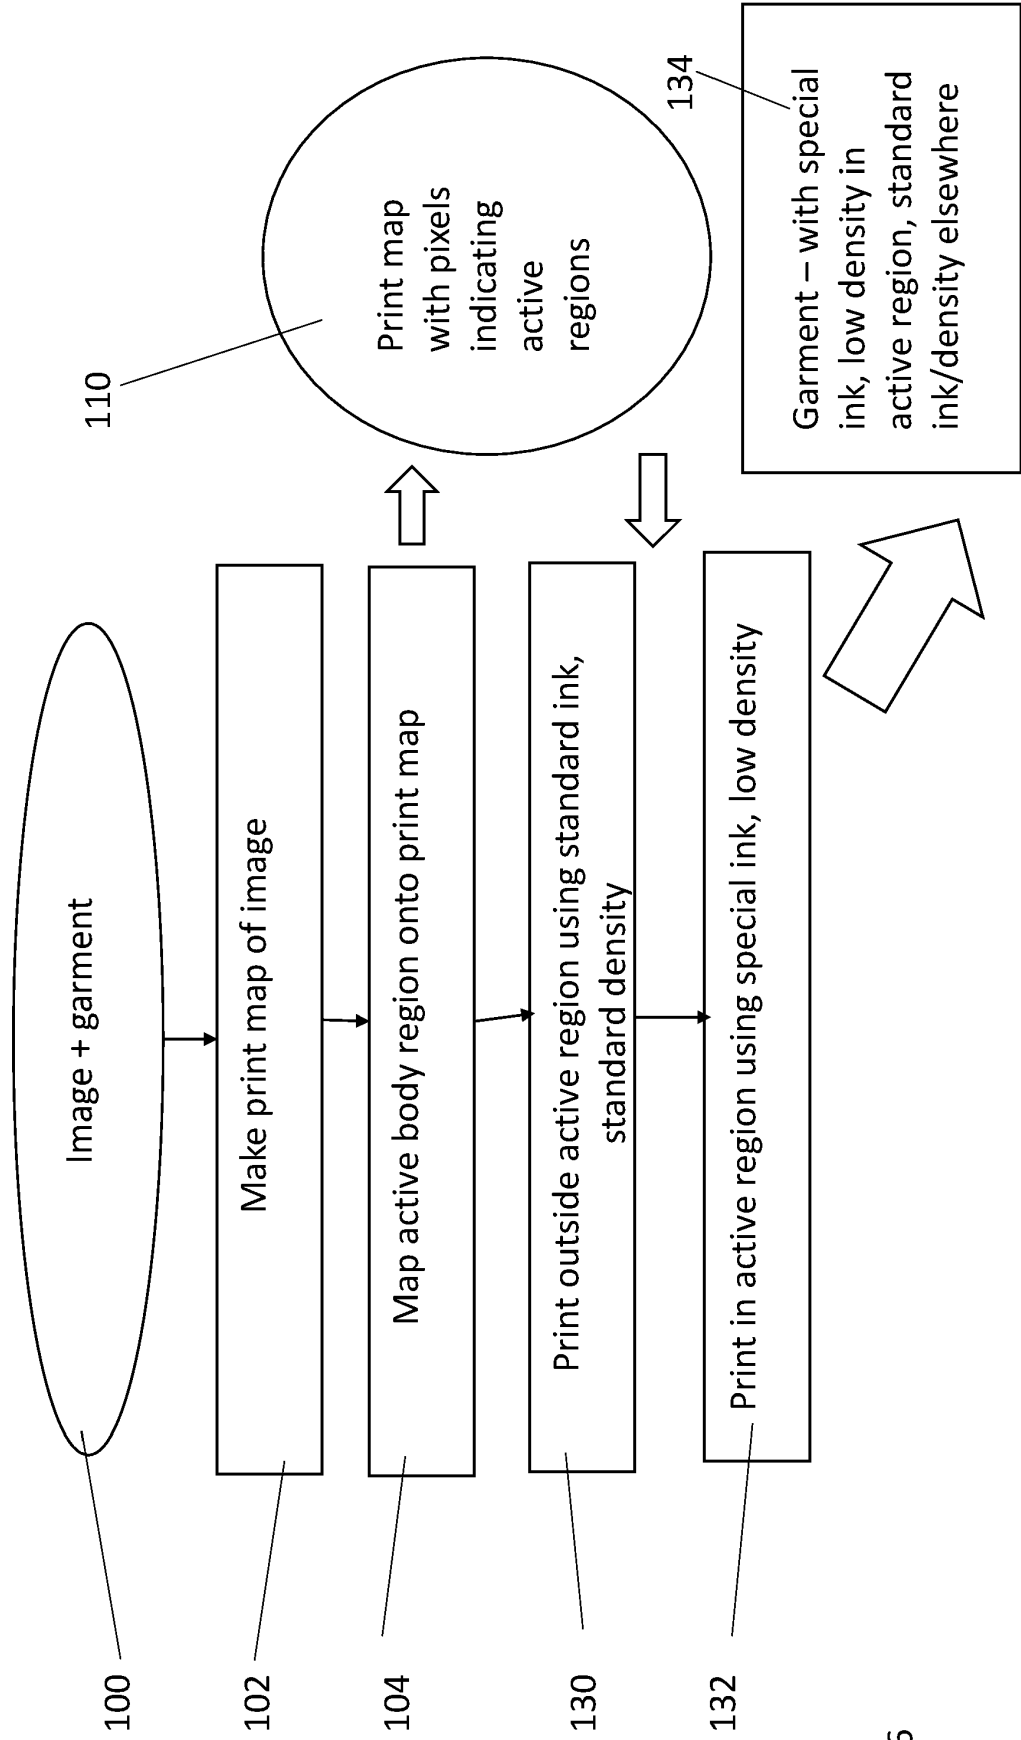 100
Image + garment
102
Make print map of image
104
Map active body region onto print map
110
Print map
with pixels
indicating
active
regions
130
Print outside active region using standard ink,
standard density
132
Print in active region using special ink, low density
134
Garment – with special
ink, low density in
active region, standard
ink/density elsewhere